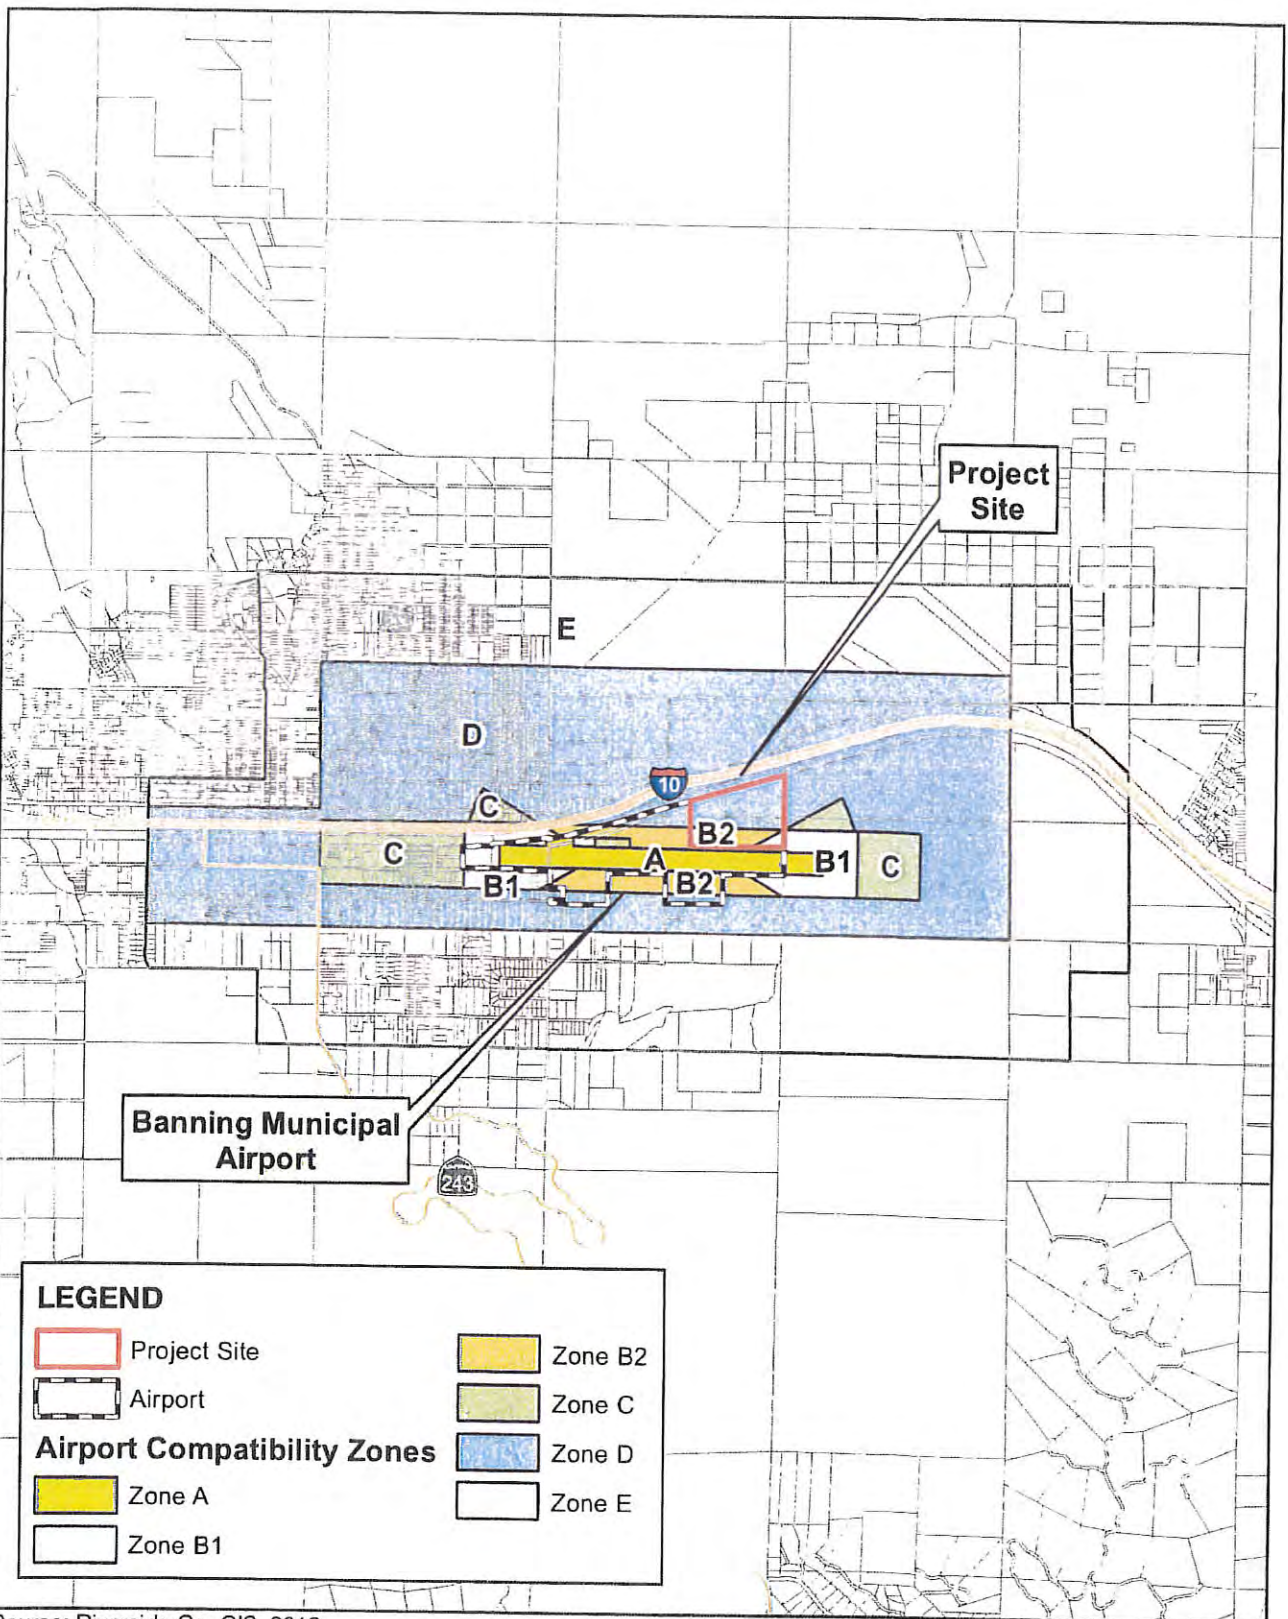 Project
Site
E
D
10
C
B2
C
A
B1
C
B1
B2
Banning Municipal
Airport
243
LEGEND
Project Site
Airport
Airport Compatibility Zones
Zone A
Zone B1
Zone B2
Zone C
Zone D
Zone E